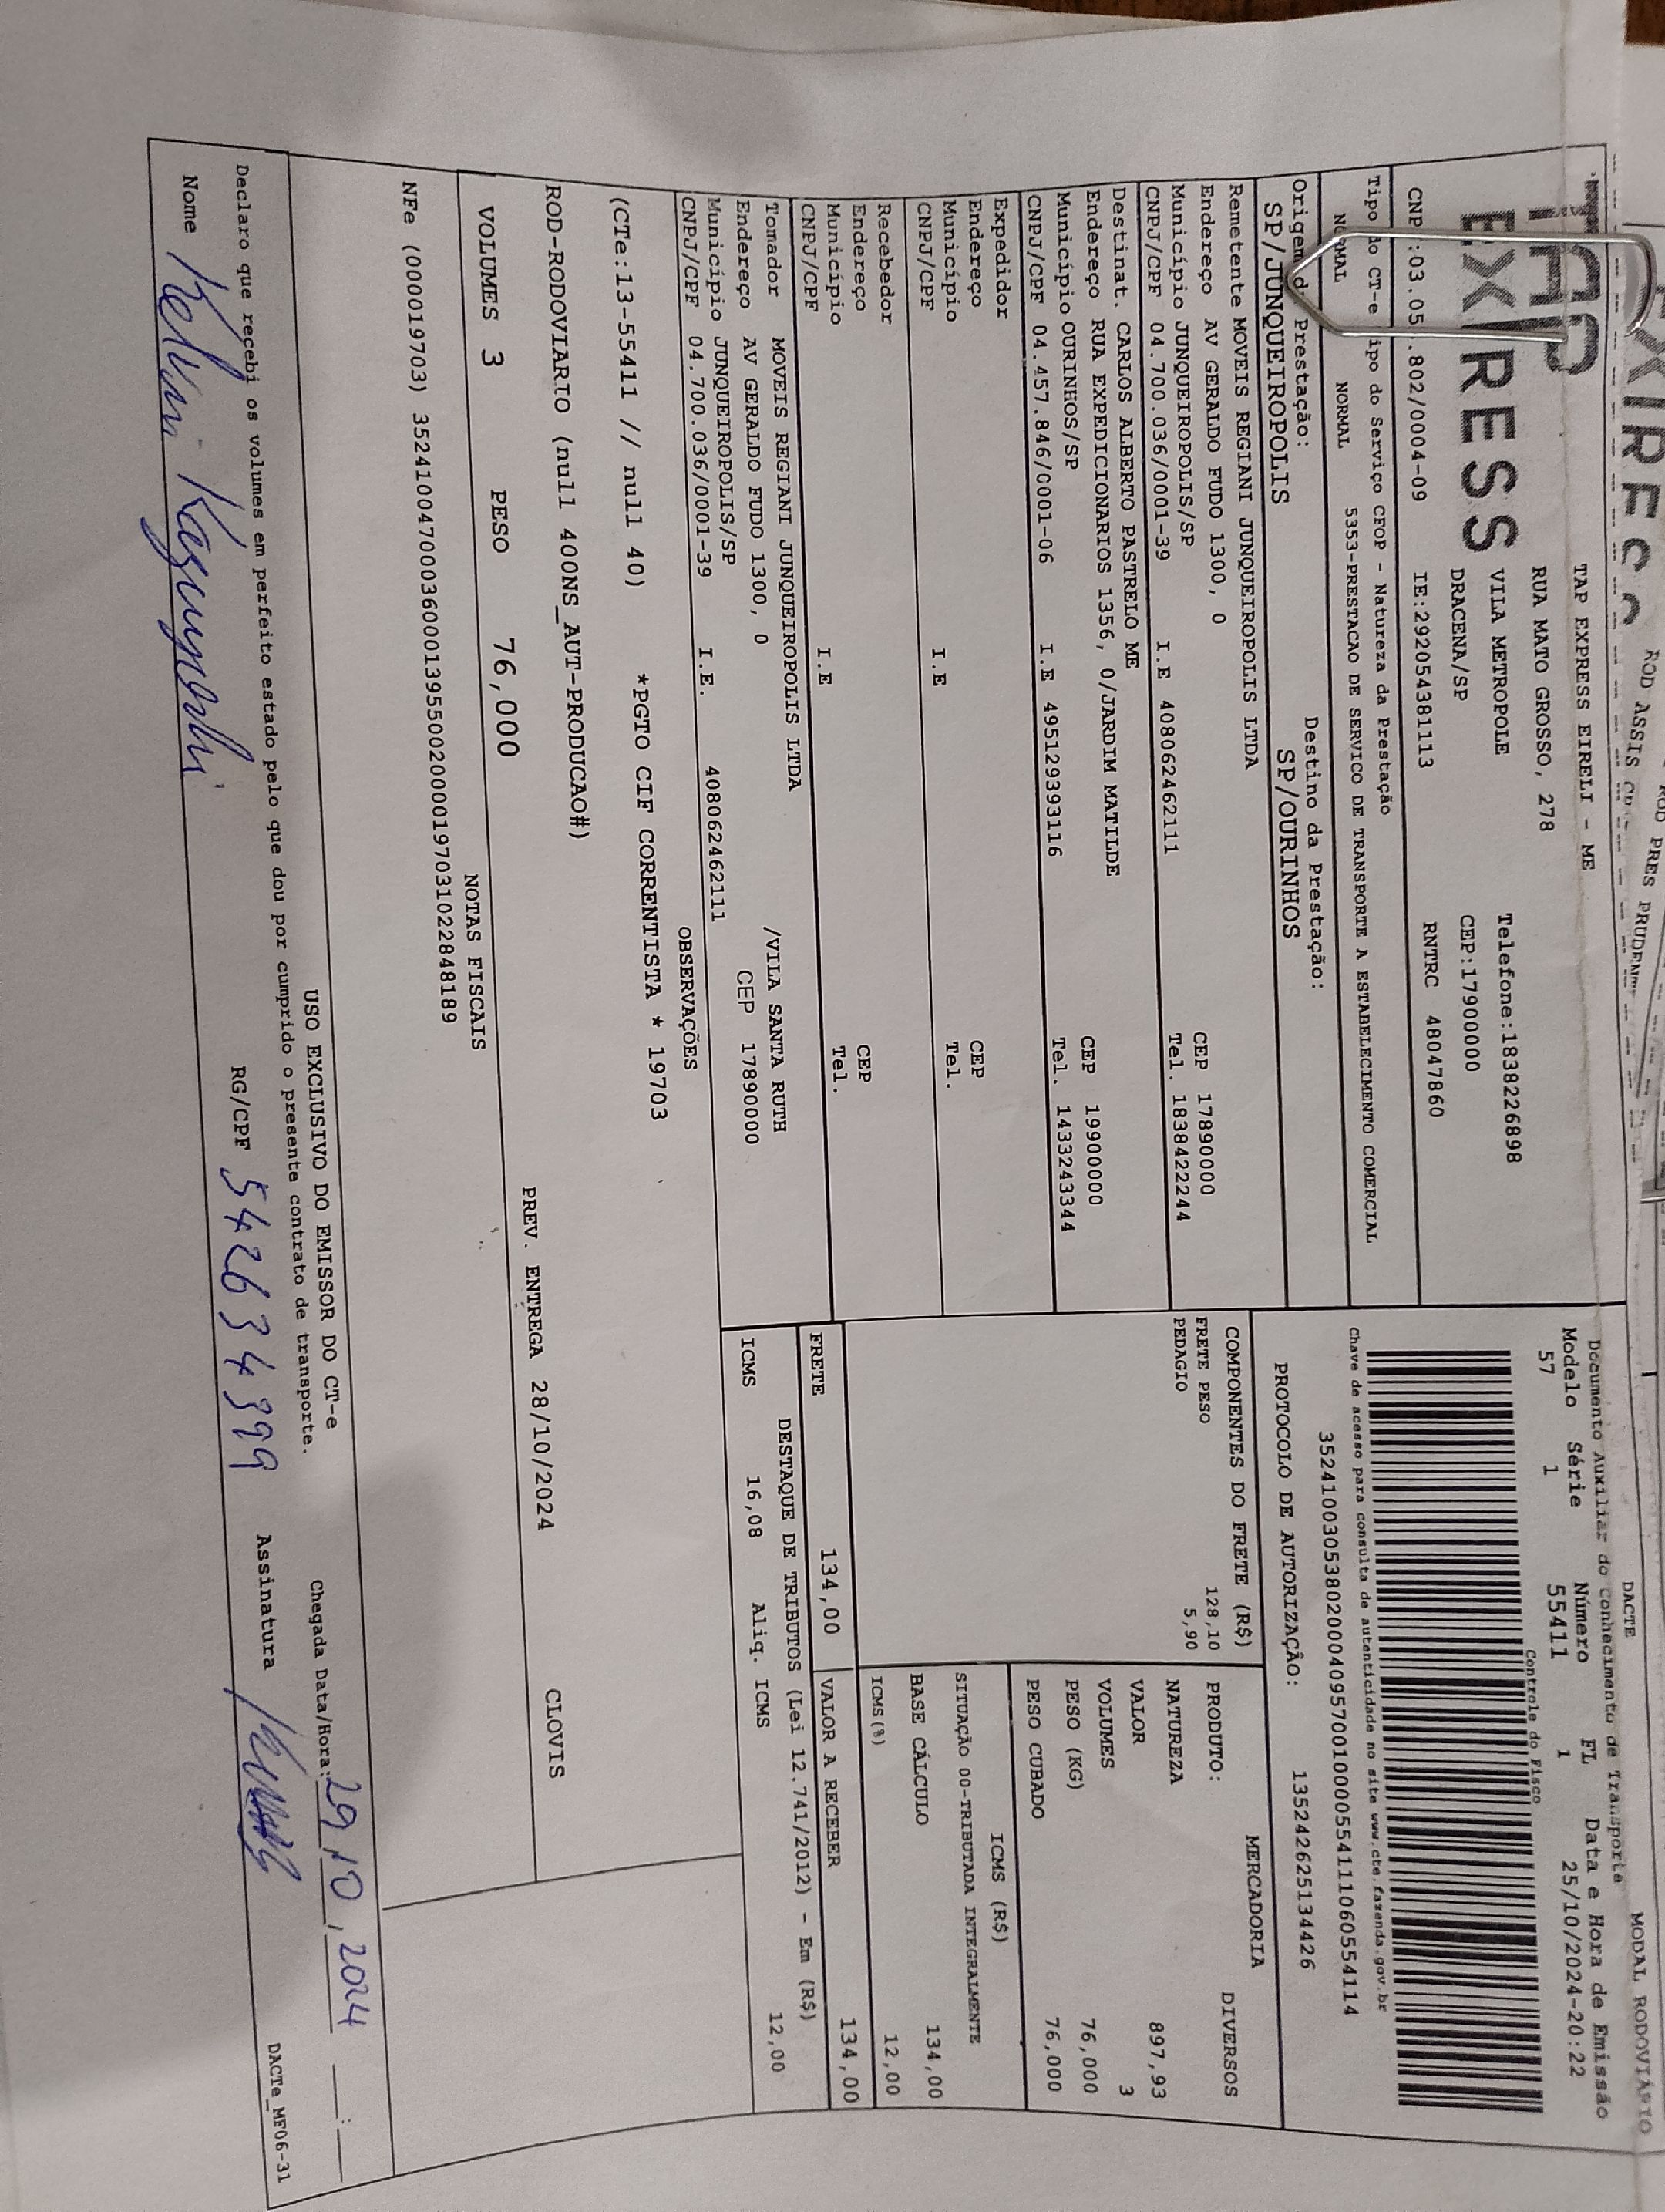 DACTE MODAL RODOVIÁRIO
Documento Auxiliar do Conhecimento de Transporte
TAP EXPRESS
TAP EXPRESS EIRELI - ME
RUA MATO GROSSO, 278
VILA METROPOLE Telefone:1838226898
DRACENA/SP CEP:17900000
IE:292054381113 RNTRC 48047860
Modelo Série Número FL Data e Hora de Emissão
57 1 55411 1 25/10/2024-20:22
Controle do Fisco
Chave de acesso para consulta de autenticidade no site www.cte.fazenda.gov.br
35241003053802000409570010000554111060554114
PROTOCOLO DE AUTORIZAÇÃO: 135242625134426
Tipo do CT-e Tipo do Serviço CFOP - Natureza da Prestação
NORMAL NORMAL 5353-PRESTACAO DE SERVICO DE TRANSPORTE A ESTABELECIMENTO COMERCIAL
Origem da Prestação: Destino da Prestação:
SP/JUNQUEIROPOLIS SP/OURINHOS
Remetente MOVEIS REGIANI JUNQUEIROPOLIS LTDA
Endereço AV GERALDO FUDO 1300, 0 CEP 17890000
Município JUNQUEIROPOLIS/SP Tel. 1838422244
CNPJ/CPF 04.700.036/0001-39 I.E 408062462111
Destinat. CARLOS ALBERTO PASTRELO ME
Endereço RUA EXPEDICIONARIOS 1356, 0/JARDIM MATILDE CEP 19900000
Município OURINHOS/SP Tel. 1433243344
CNPJ/CPF 04.457.846/0001-06 I.E 495129393116
Expedidor
Endereço CEP
Município Tel.
CNPJ/CPF I.E
Recebedor
Endereço CEP
Município Tel.
CNPJ/CPF I.E
Tomador MOVEIS REGIANI JUNQUEIROPOLIS LTDA /VILA SANTA RUTH
Endereço AV GERALDO FUDO 1300, 0 CEP 17890000
Município JUNQUEIROPOLIS/SP
CNPJ/CPF 04.700.036/0001-39 I.E. 408062462111
COMPONENTES DO FRETE (R$)
FRETE PESO 128,10
PEDAGIO 5,90
MERCADORIA
PRODUTO: DIVERSOS
NATUREZA
VALOR 897,93
VOLUMES 3
PESO (KG) 76,000
PESO CUBADO 76,000
ICMS (R$)
SITUAÇÃO 00-TRIBUTADA INTEGRALMENTE
BASE CÁLCULO 134,00
ICMS(%) 12,00
FRETE 134,00 VALOR A RECEBER 134,00
DESTAQUE DE TRIBUTOS (Lei 12.741/2012) - Em (R$)
ICMS 16,08 Aliq. ICMS 12,00
OBSERVAÇÕES
(CTe:13-55411 // null 40) *PGTO CIF CORRENTISTA * 19703
ROD-RODOVIARIO (null 400NS_AUT-PRODUCAO#)
VOLUMES 3 PESO 76,000 PREV. ENTREGA 28/10/2024 CLOVIS
NOTAS FISCAIS
NFe (000019703) 35241004700036000139550020000197031022848189
USO EXCLUSIVO DO EMISSOR DO CT-e
Declaro que recebi os volumes em perfeito estado pelo que dou por cumprido o presente contrato de transporte.
Chegada Data/Hora: 29,10,2024 __:__
Nome Kelvin RG/CPF 542634399 Assinatura
DACTe_MF06-31